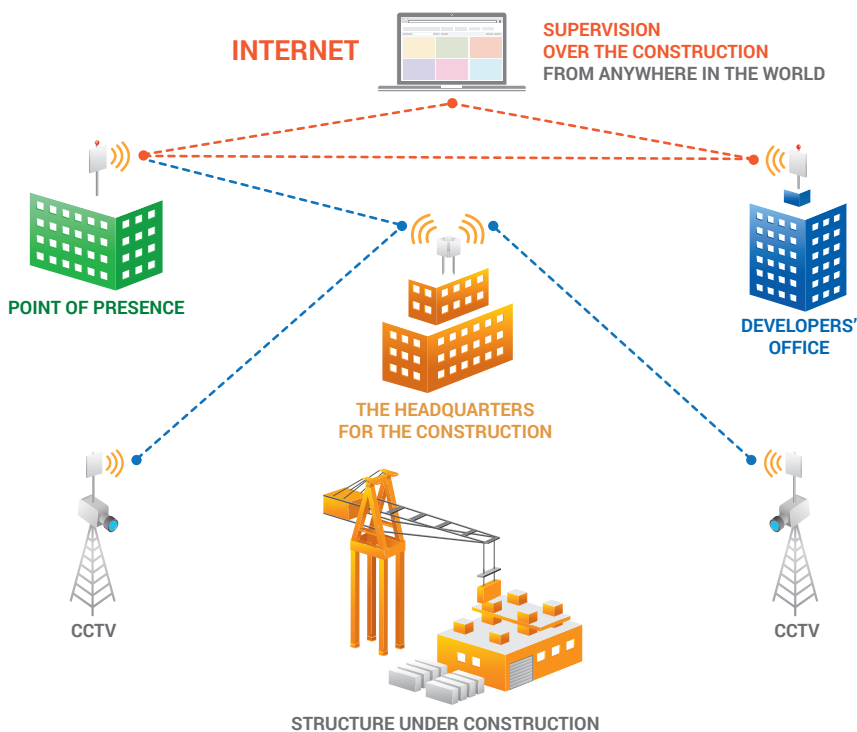 INTERNET
SUPERVISION
OVER THE CONSTRUCTION
FROM ANYWHERE IN THE WORLD
POINT OF PRESENCE
DEVELOPERS'
OFFICE
THE HEADQUARTERS
FOR THE CONSTRUCTION
CCTV
CCTV
STRUCTURE UNDER CONSTRUCTION